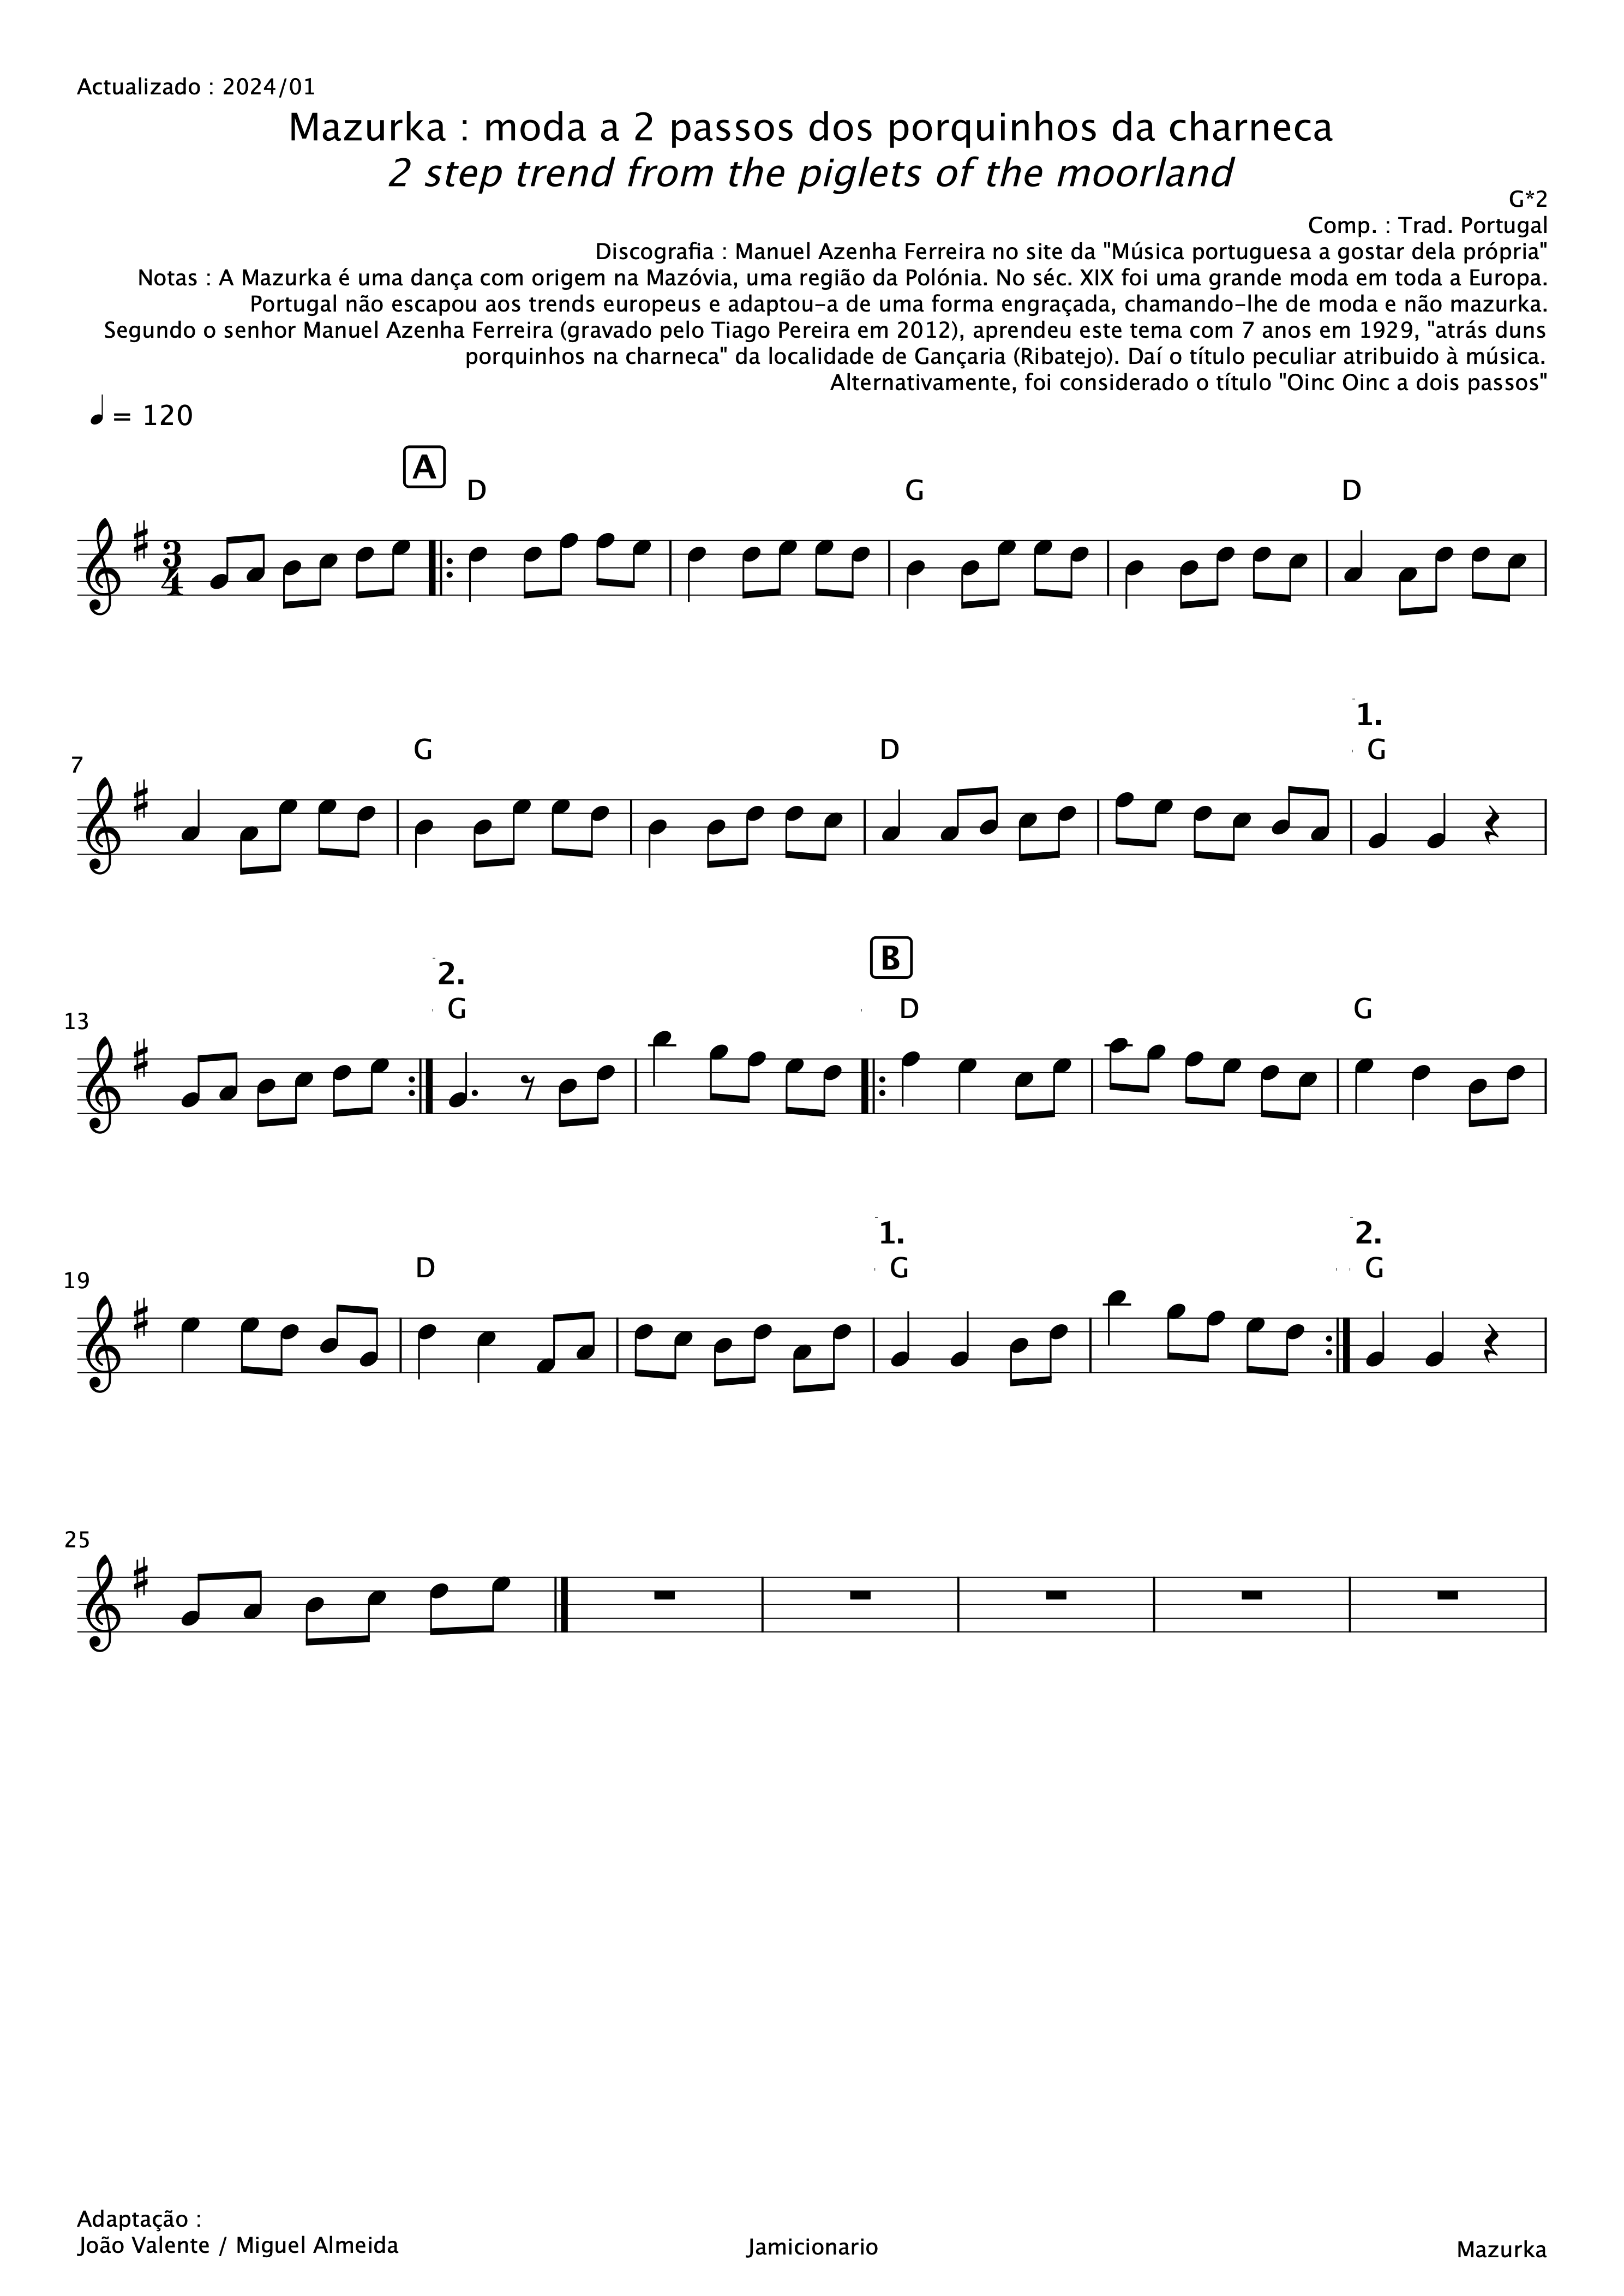 Actualizado : 2024/01
Mazurka : moda a 2 passos dos porquinhos da charneca
2 step trend from the piglets of the moorland
G*2
Comp. : Trad. Portugal
Discografia : Manuel Azenha Ferreira no site da "Música portuguesa a gostar dela própria"
Notas : A Mazurka é uma dança com origem na Mazóvia, uma região da Polónia. No séc. XIX foi uma grande moda em toda a Europa.
Portugal não escapou aos trends europeus e adaptou-a de uma forma engraçada, chamando-lhe de moda e não mazurka.
Segundo o senhor Manuel Azenha Ferreira (gravado pelo Tiago Pereira em 2012), aprendeu este tema com 7 anos em 1929, "atrás duns
porquinhos na charneca" da localidade de Gançaria (Ribatejo). Daí o título peculiar atribuido à música.
Alternativamente, foi considerado o título "Oinc Oinc a dois passos"
= 120
A
D G D
3
4
1.
7 G D G
B
2.
13 G D G
1. 2.
19 D G G
25
Adaptação :
João Valente / Miguel Almeida
Jamicionario
Mazurka